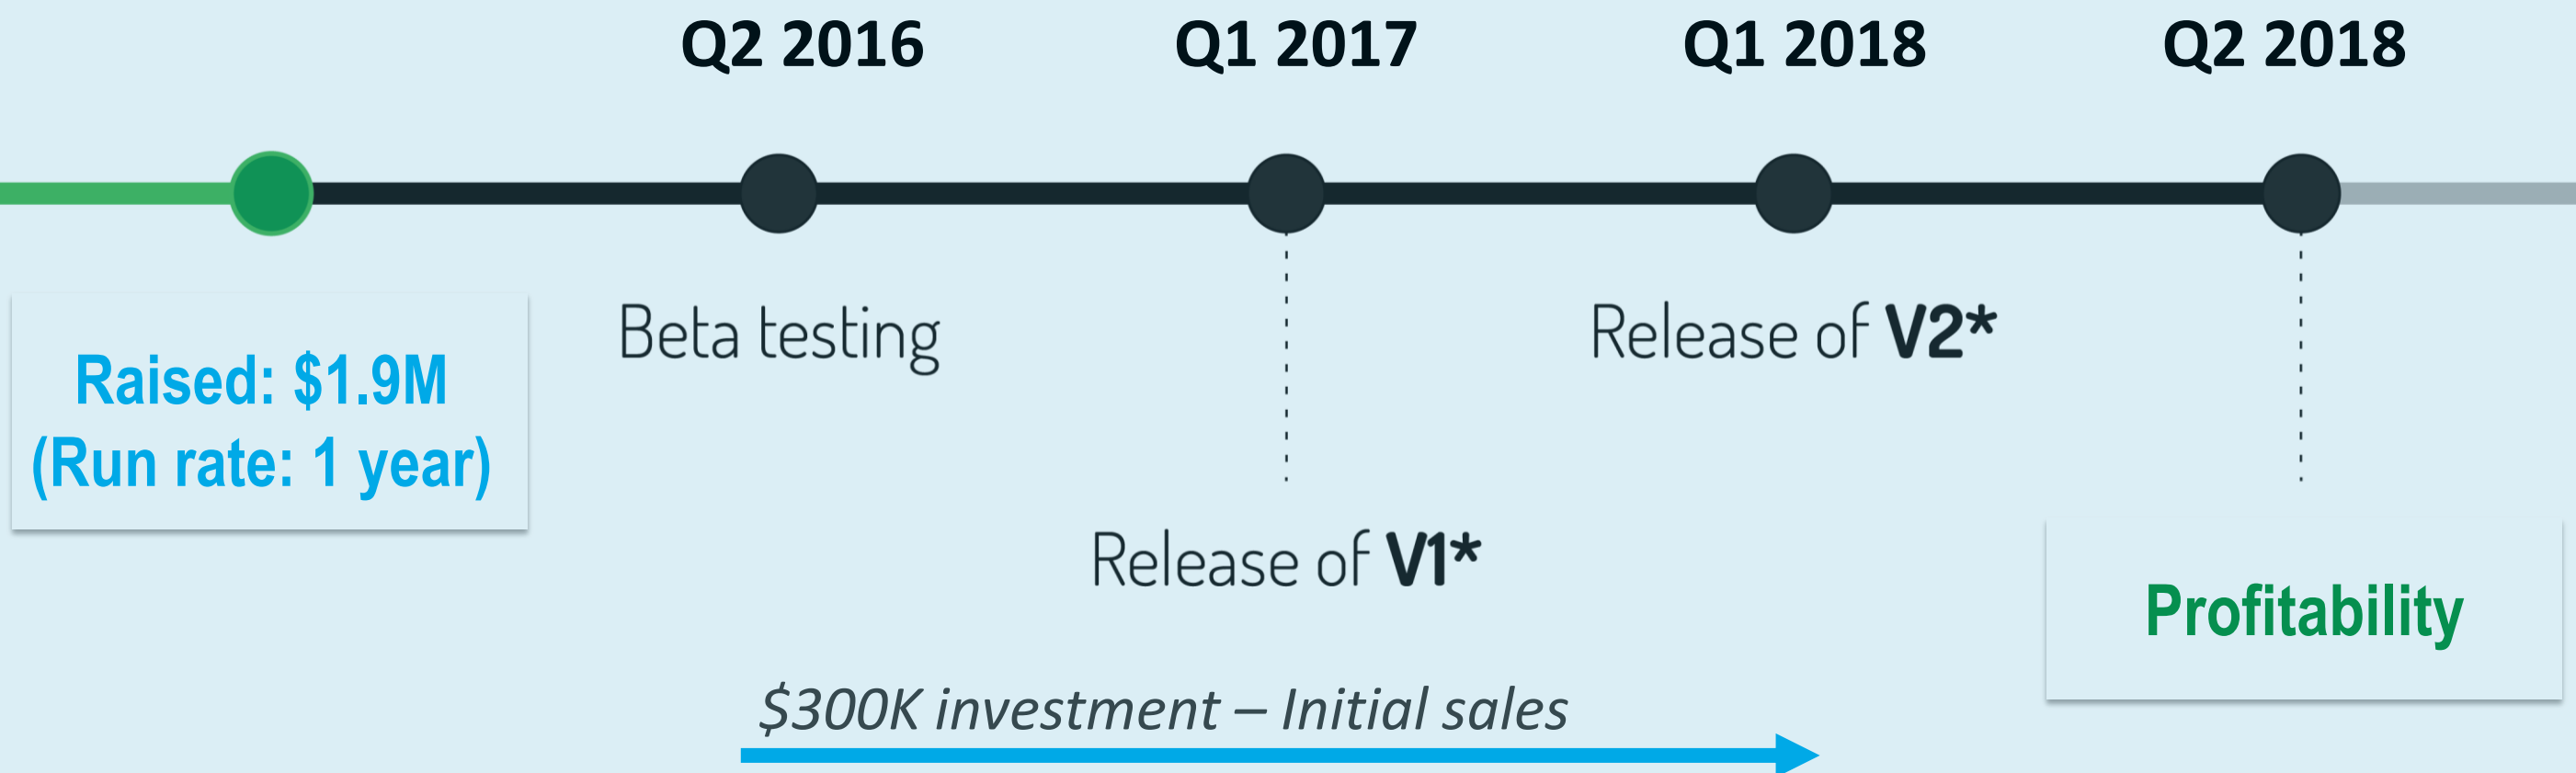 Q2 2016
Q1 2017
Q1 2018
Q2 2018
Raised: $1.9M
(Run rate: 1 year)
Beta testing
Release of V1*
Release of V2*
Profitability
$300K investment – Initial sales